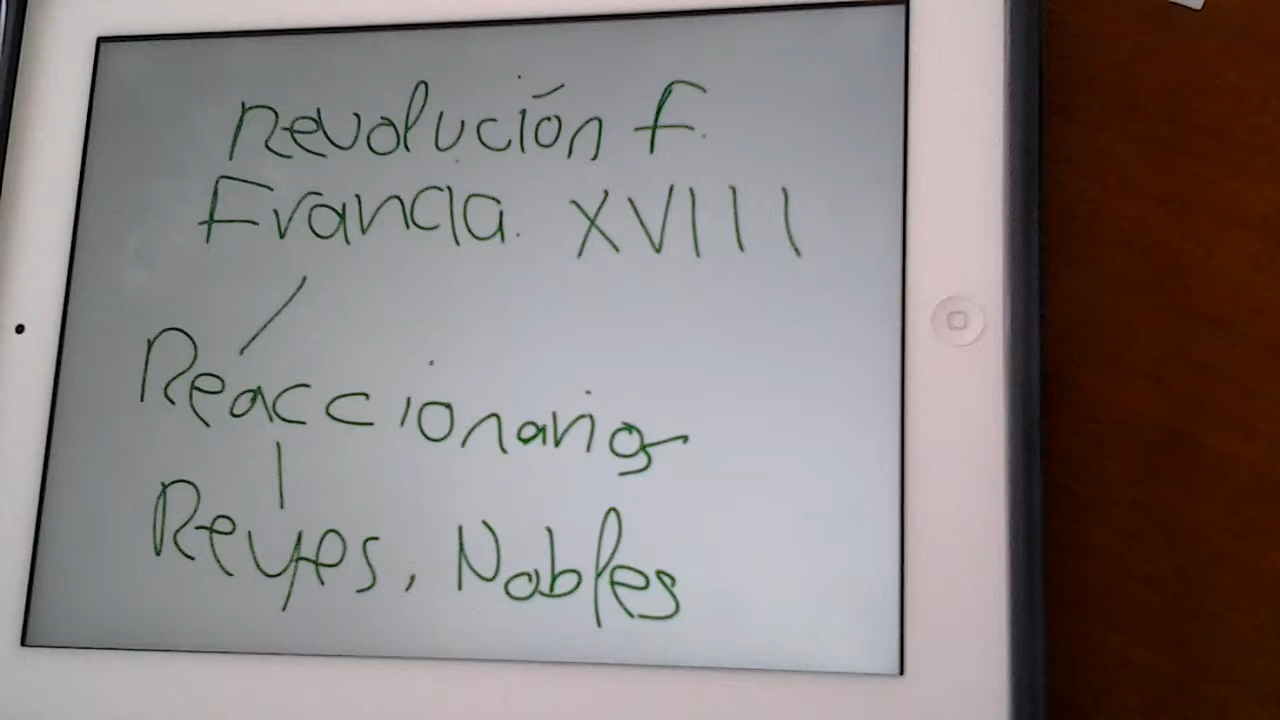 Revolución f.
Francia. XVIII
Reaccionario
Reyes, Nobles